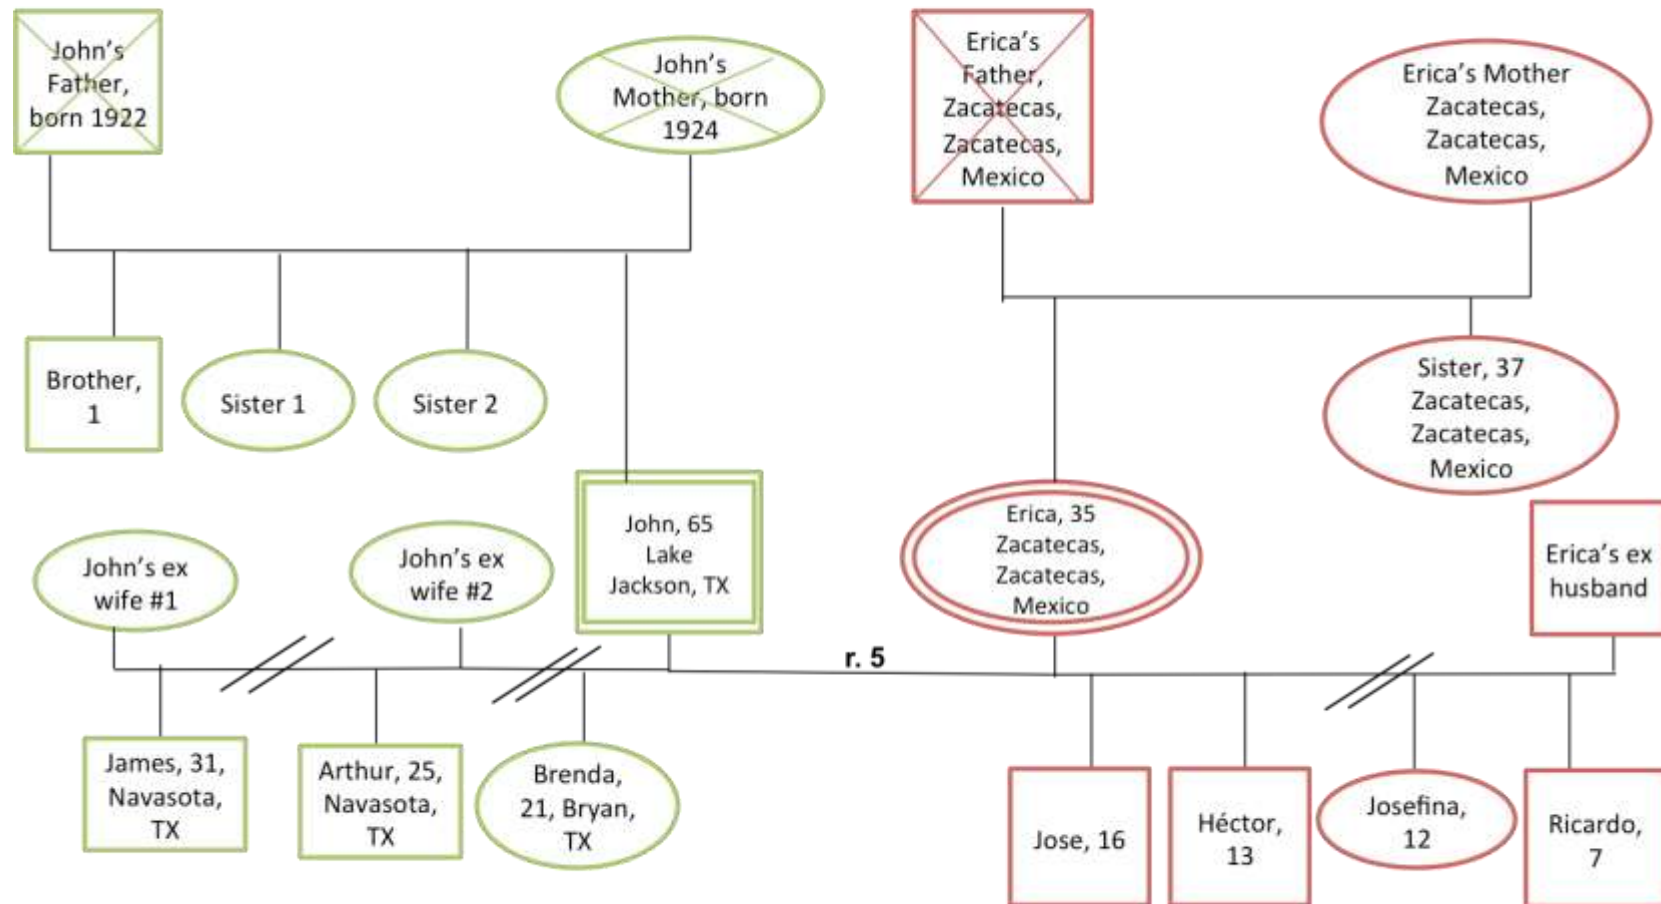 John's
Father,
born 1922
John's
Mother, born
1924
Erica's
Father,
Zacatecas,
Zacatecas,
Mexico
Erica's Mother
Zacatecas,
Zacatecas,
Mexico
Brother,
1
Sister 1
Sister 2
Sister, 37
Zacatecas,
Zacatecas,
Mexico
John's ex
wife #1
John's ex
wife #2
John, 65
Lake
Jackson, TX
Erica, 35
Zacatecas,
Zacatecas,
Mexico
Erica's ex
husband
r. 5
James, 31,
Navasota,
TX
Arthur, 25,
Navasota,
TX
Brenda,
21, Bryan,
TX
Jose, 16
Héctor,
13
Josefina,
12
Ricardo,
7